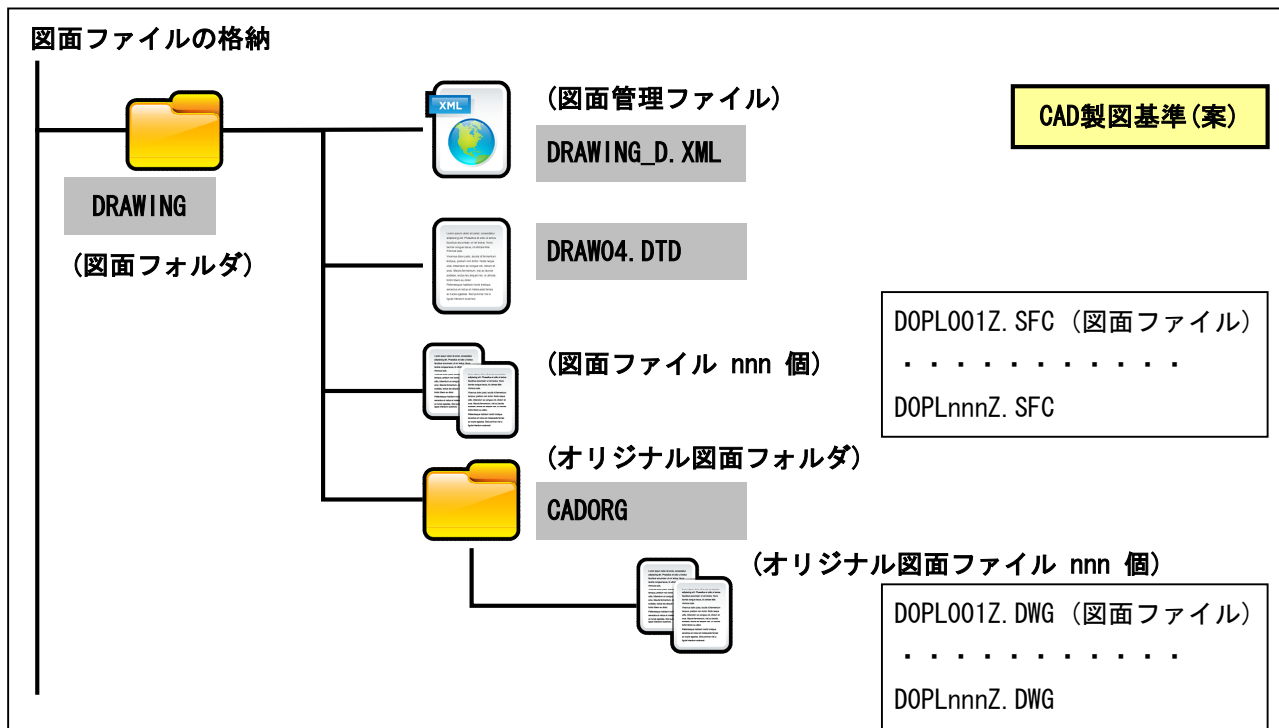 図面ファイルの格納
XML
(図面管理ファイル)
DRAWING_D.XML
CAD製図基準(案)
DRAWING
(図面フォルダ)
DRAW04.DTD
(図面ファイル nnn 個)
D0PL001Z.SFC (図面ファイル)
・・・・・・・・・・・
D0PLnnnZ.SFC
(オリジナル図面フォルダ)
CADORG
(オリジナル図面ファイル nnn 個)
D0PL001Z.DWG (図面ファイル)
・・・・・・・・・・・
D0PLnnnZ.DWG